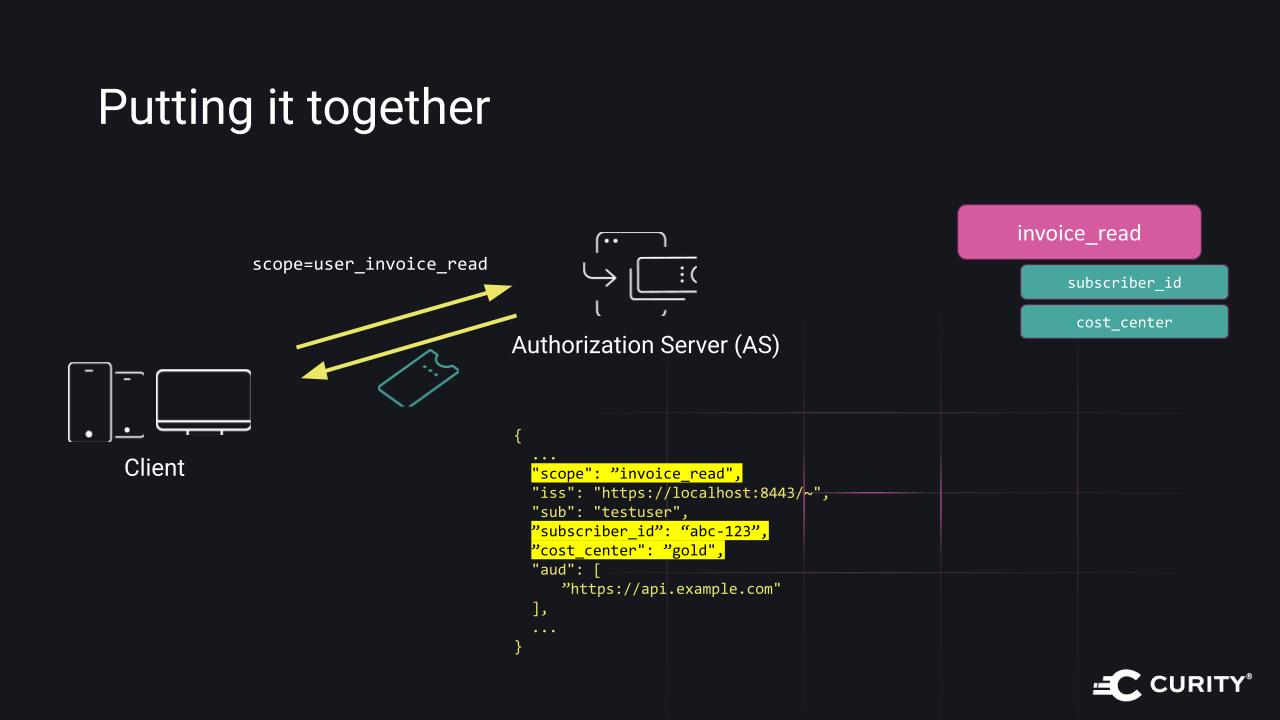 Putting it together
scope=user_invoice_read
Authorization Server (AS)
Client
invoice_read
subscriber_id
cost_center
{
...
"scope": ”invoice_read",
"iss": "https://localhost:8443/~",
"sub": "testuser",
”subscriber_id”: “abc-123”,
”cost_center": ”gold",
"aud": [
”https://api.example.com"
],
...
}
CURITY®